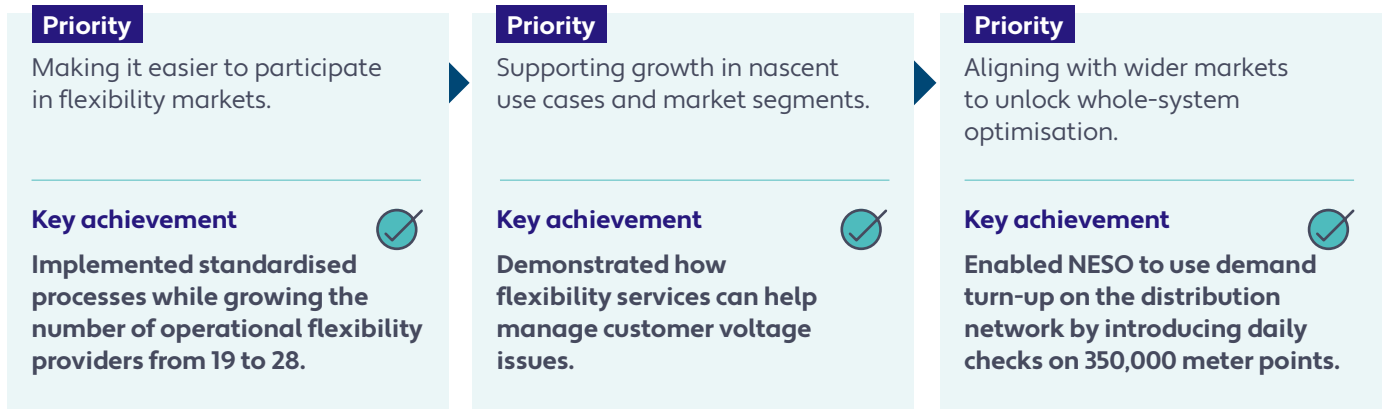 Priority
Making it easier to participate
in flexibility markets.
Key achievement
Implemented standardised
processes while growing the
number of operational flexibility
providers from 19 to 28.
Priority
Supporting growth in nascent
use cases and market segments.
Key achievement
Demonstrated how
flexibility services can help
manage customer voltage
issues.
Priority
Aligning with wider markets
to unlock whole-system
optimisation.
Key achievement
Enabled NESO to use demand
turn-up on the distribution
network by introducing daily
checks on 350,000 meter points.